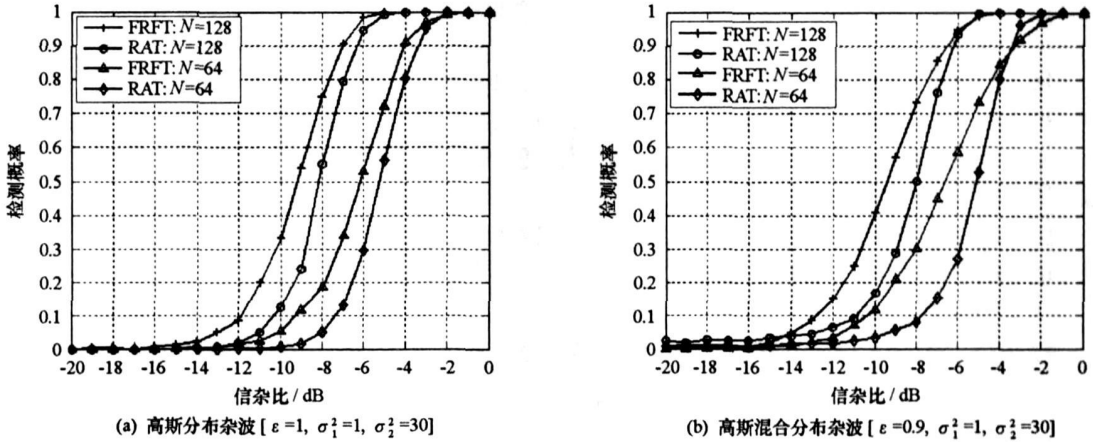 FRFT: N=128
RAT: N=128
FRFT: N=64
RAT: N=64
检测概率
1
0.9
0.8
0.7
0.6
0.5
0.4
0.3
0.2
0.1
0
-20 -18 -16 -14 -12 -10 -8 -6 -4 -2 0
信杂比 / dB
(a) 高斯分布杂波 [ ε =1, σ₁²=1, σ₂²=30]
FRFT: N=128
RAT: N=128
FRFT: N=64
RAT: N=64
检测概率
1
0.9
0.8
0.7
0.6
0.5
0.4
0.3
0.2
0.1
0
-20 -18 -16 -14 -12 -10 -8 -6 -4 -2 0
信杂比 / dB
(b) 高斯混合分布杂波 [ ε=0.9, σ₁²=1, σ₂²=30]